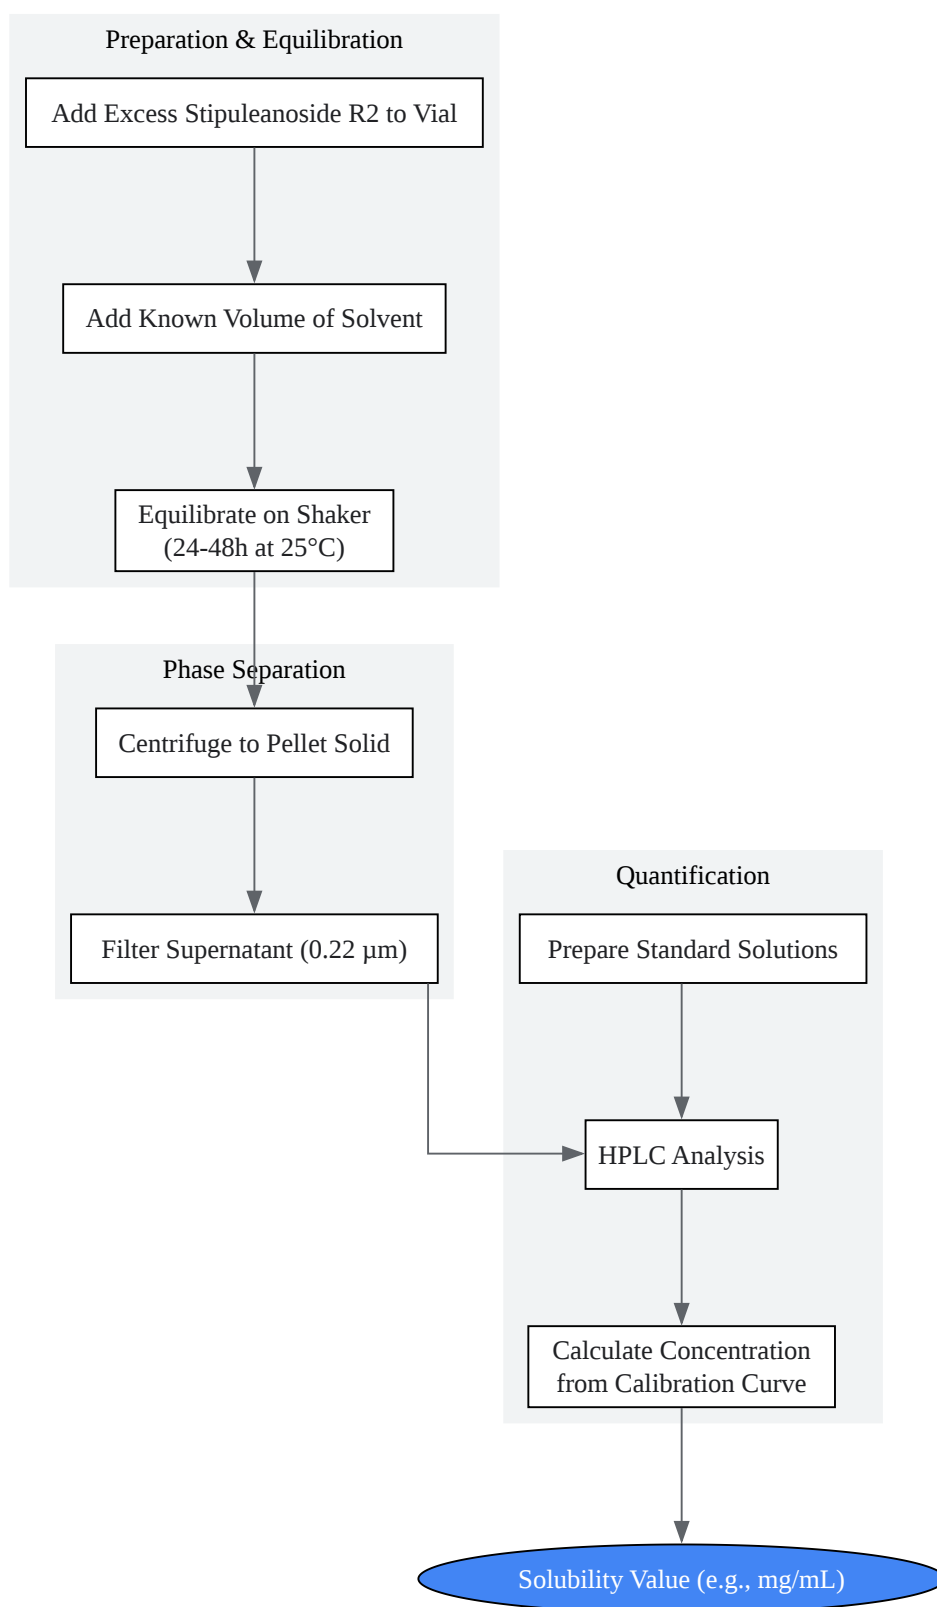 Preparation & Equilibration
Add Excess Stipuleanoside R2 to Vial
Add Known Volume of Solvent
Equilibrate on Shaker
(24-48h at 25°C)
Phase Separation
Centrifuge to Pellet Solid
Filter Supernatant (0.22 µm)
Quantification
Prepare Standard Solutions
HPLC Analysis
Calculate Concentration
from Calibration Curve
Solubility Value (e.g., mg/mL)